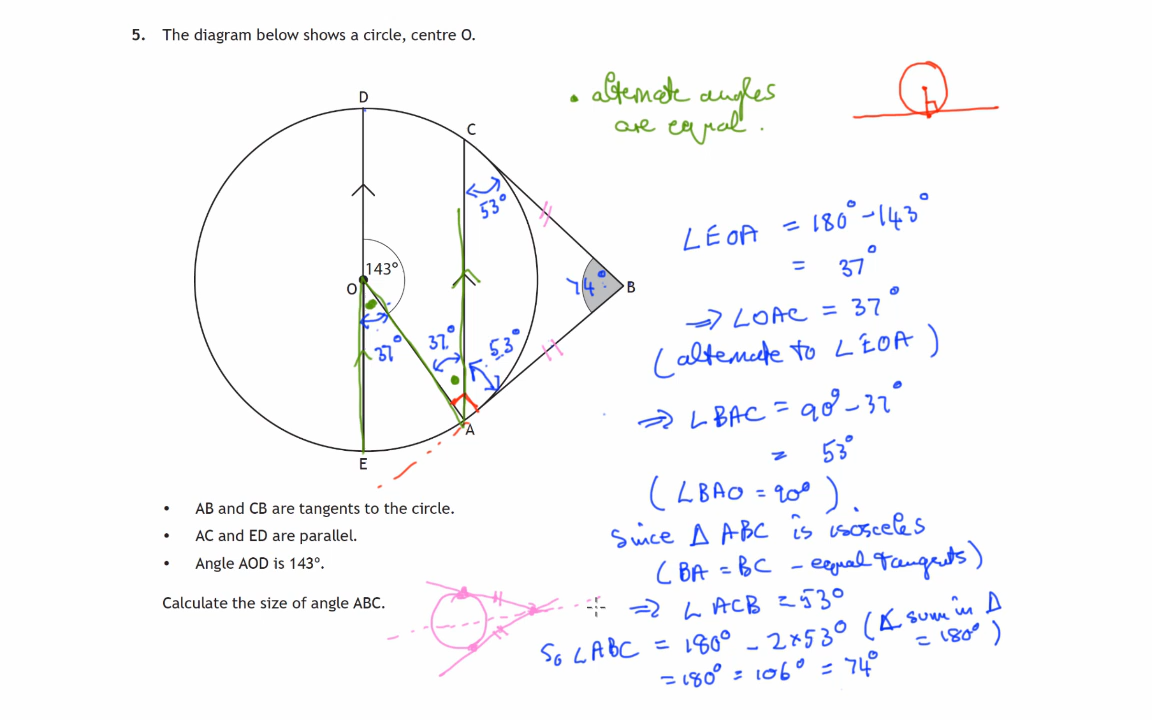 5. The diagram below shows a circle, centre O.
• alternate angles
are equal.
D
C
53°
143°
O
74°
B
37°
37°
53°
A
E
∠EOA = 180° - 143°
= 37°
⇒ ∠OAC = 37°
(alternate to ∠EOA)
⇒ ∠BAC = 90° - 37°
= 53°
(∠BAO = 90°)
Since Δ ABC is isosceles
(BA = BC - equal tangents)
⇒ ∠ACB = 53°
So ∠ABC = 180° - 2×53° (∡ sum in Δ
= 180°)
= 180° = 106° = 74°
• AB and CB are tangents to the circle.
• AC and ED are parallel.
• Angle AOD is 143°.
Calculate the size of angle ABC.